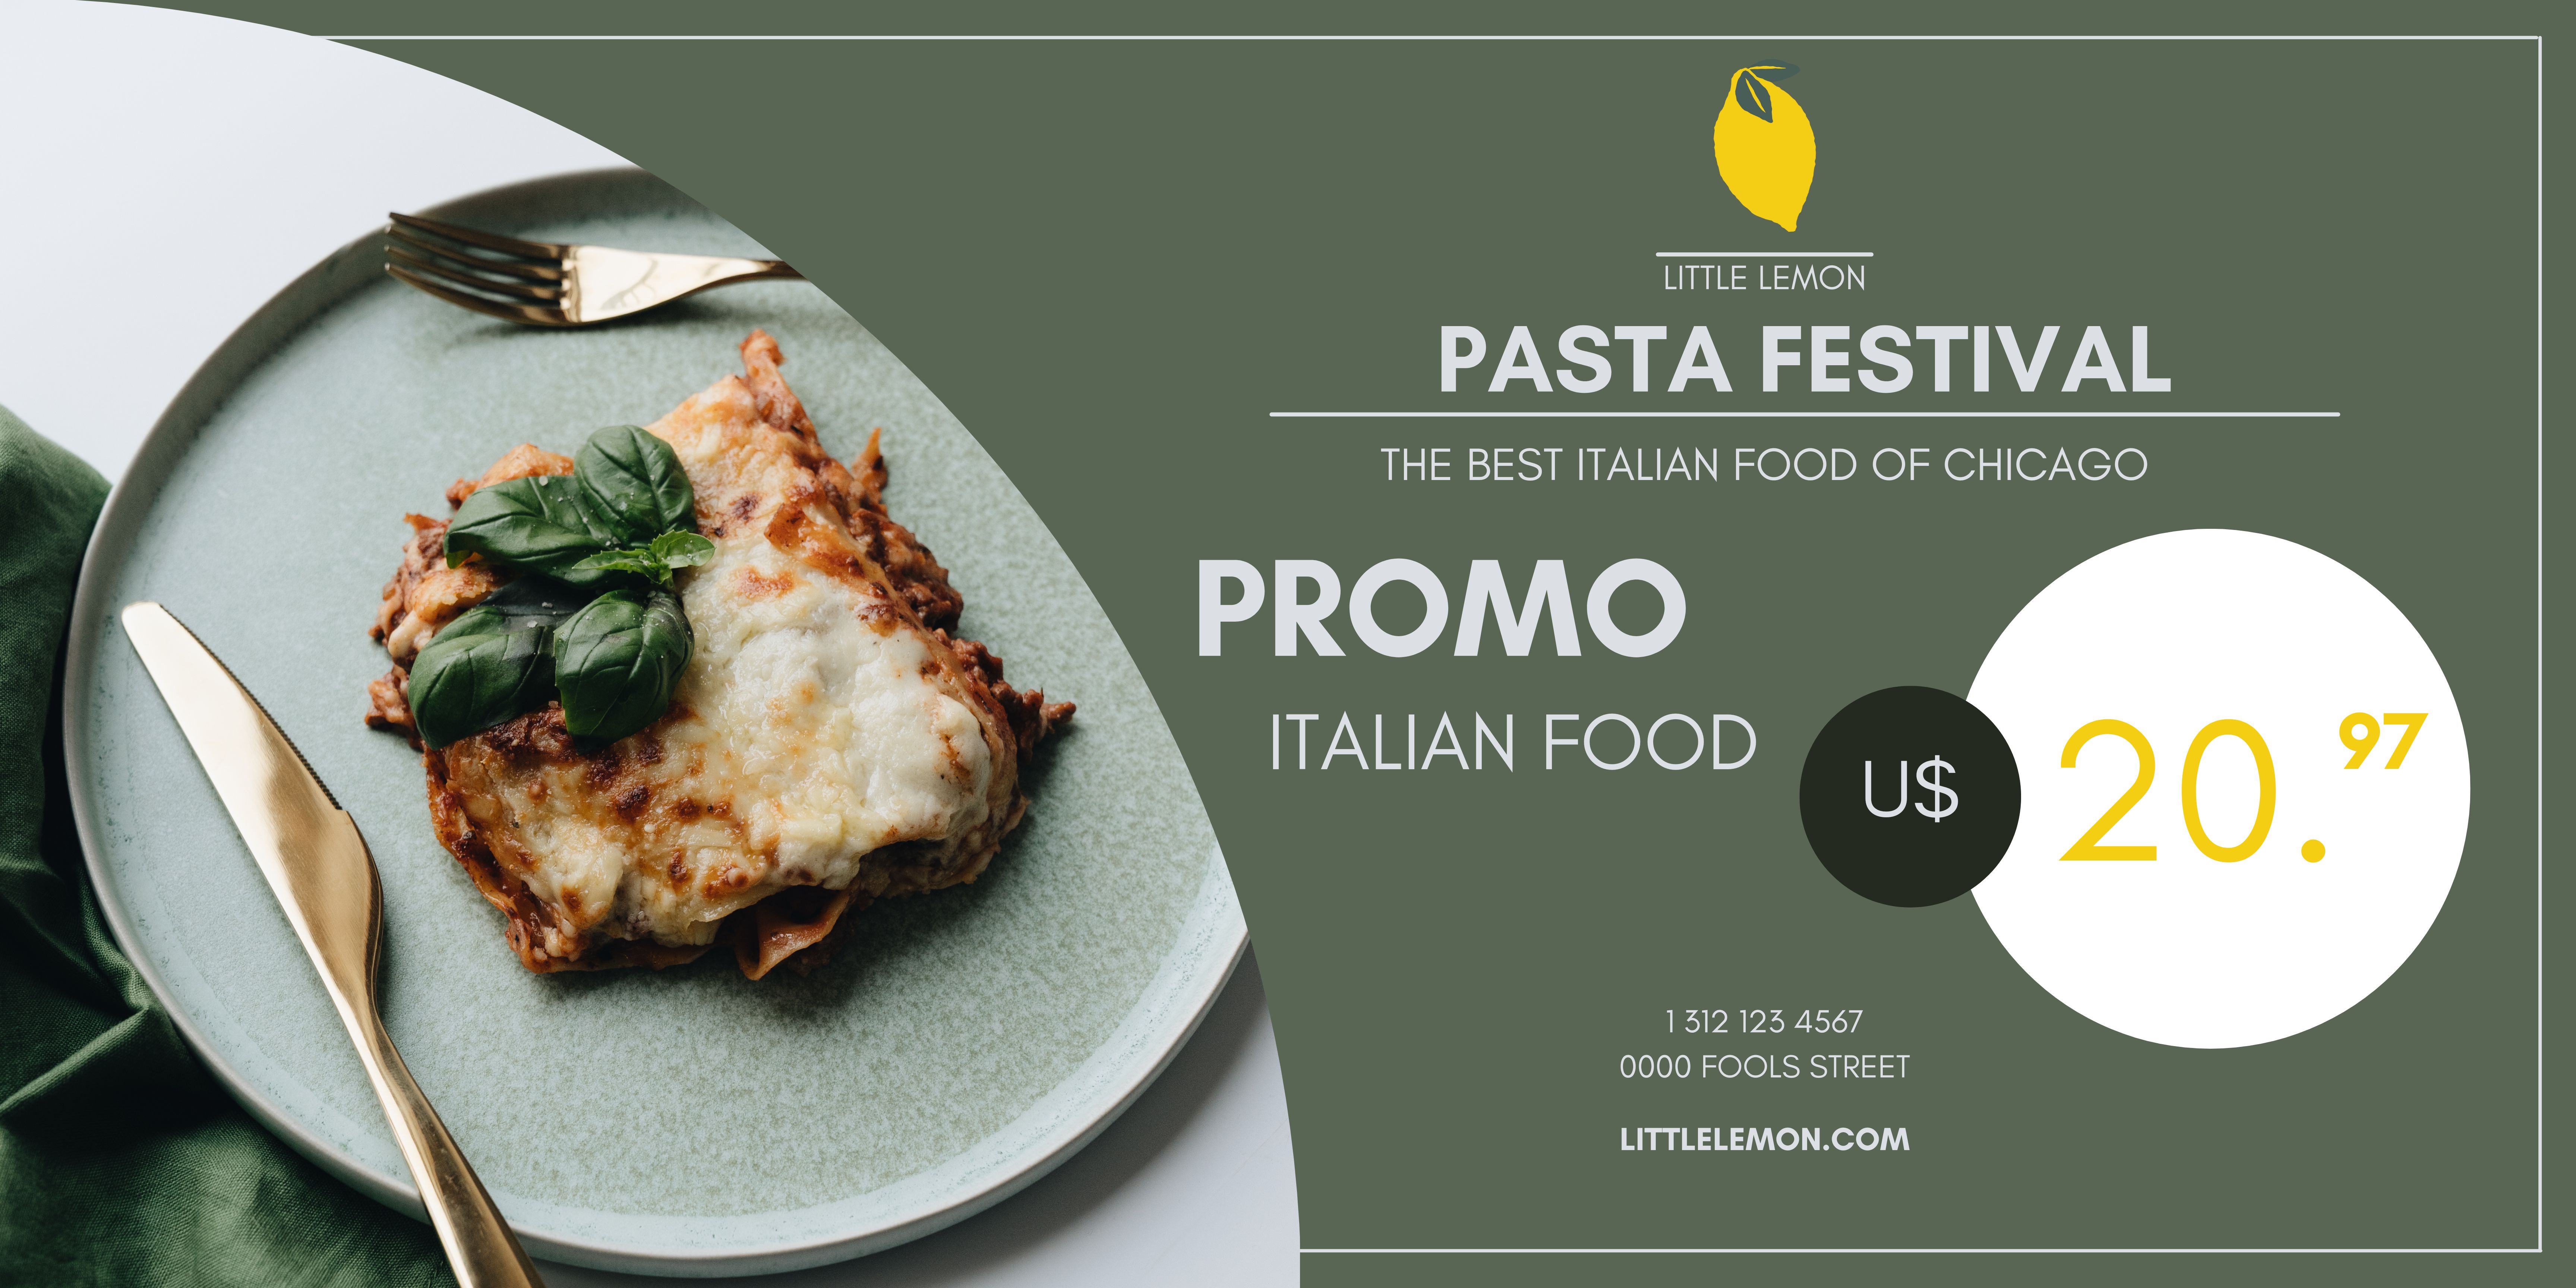 LITTLE LEMON
PASTA FESTIVAL
THE BEST ITALIAN FOOD OF CHICAGO
PROMO
ITALIAN FOOD
U$ 20.97
1 312 123 4567
0000 FOOLS STREET
LITTLELEMON.COM